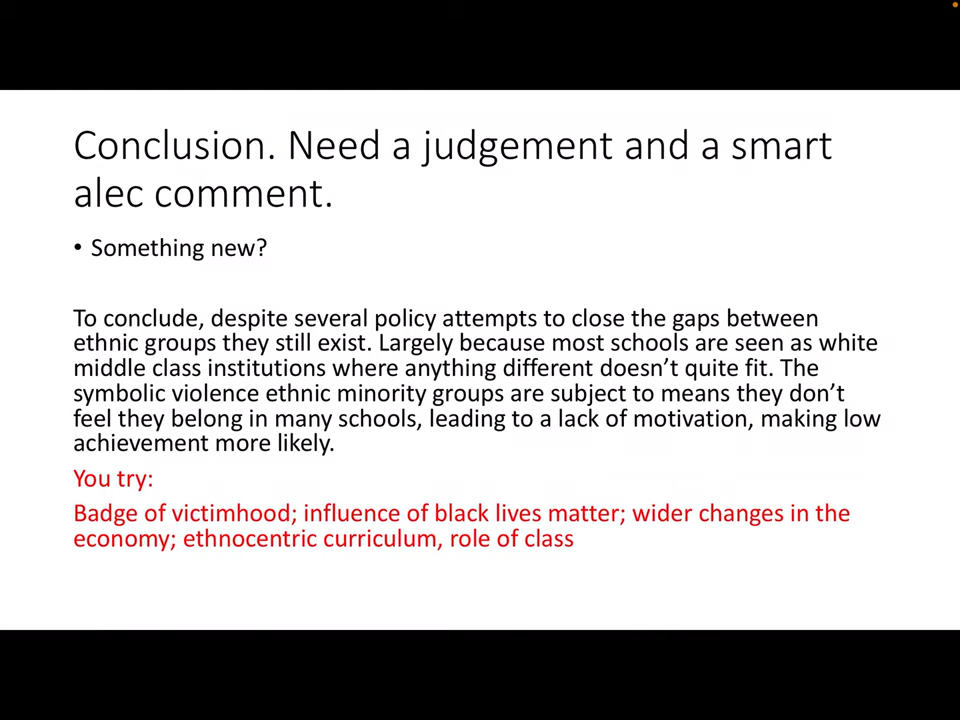 Conclusion. Need a judgement and a smart
alec comment.
• Something new?
To conclude, despite several policy attempts to close the gaps between
ethnic groups they still exist. Largely because most schools are seen as white
middle class institutions where anything different doesn’t quite fit. The
symbolic violence ethnic minority groups are subject to means they don’t
feel they belong in many schools, leading to a lack of motivation, making low
achievement more likely.
You try:
Badge of victimhood; influence of black lives matter; wider changes in the
economy; ethnocentric curriculum, role of class